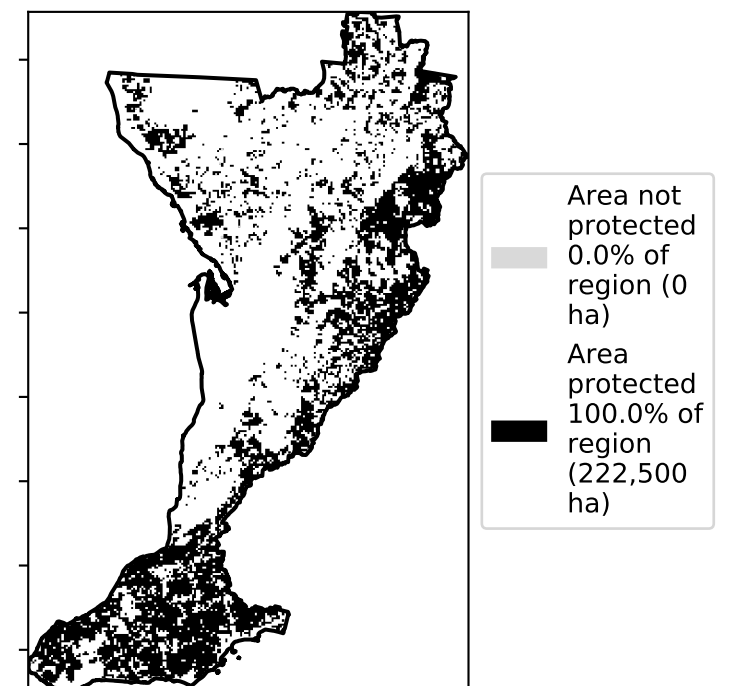 Area not
protected
0.0% of
region (0
ha)
Area
protected
100.0% of
region
(222,500
ha)